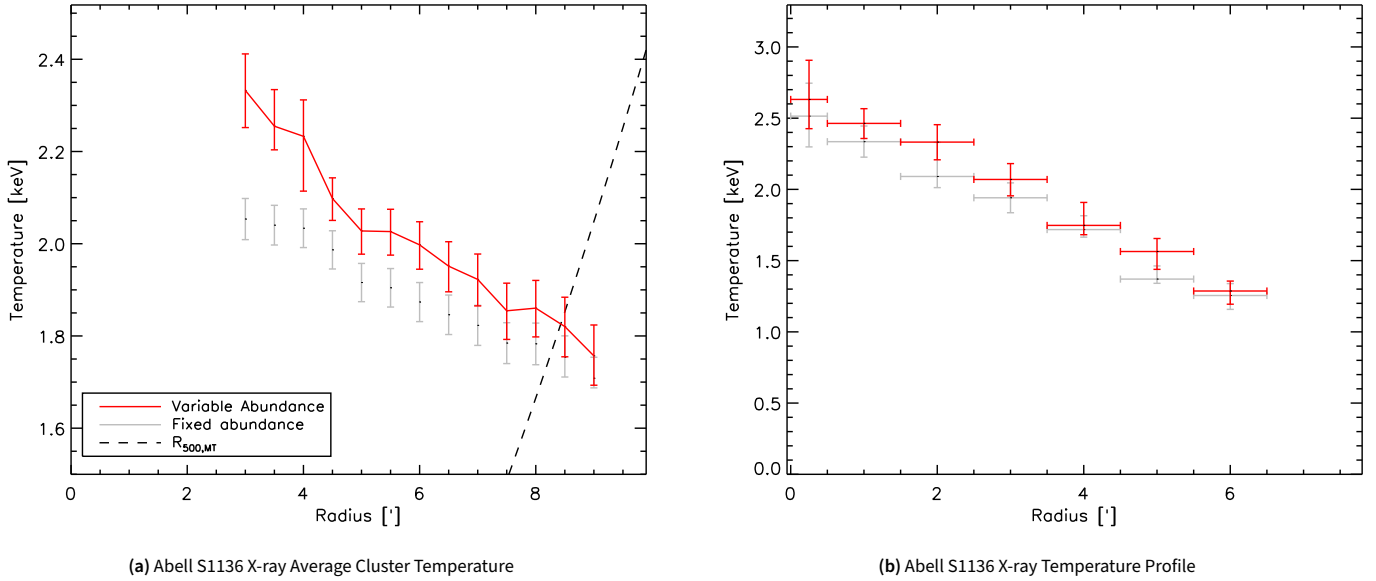 2.4
2.2
2.0
1.8
1.6
Temperature [keV]
Variable Abundance
Fixed abundance
R500,MT
0 2 4 6 8
Radius [']
(a) Abell S1136 X-ray Average Cluster Temperature
3.0
2.5
2.0
1.5
1.0
0.5
0.0
Temperature [keV]
0 2 4 6
Radius [']
(b) Abell S1136 X-ray Temperature Profile